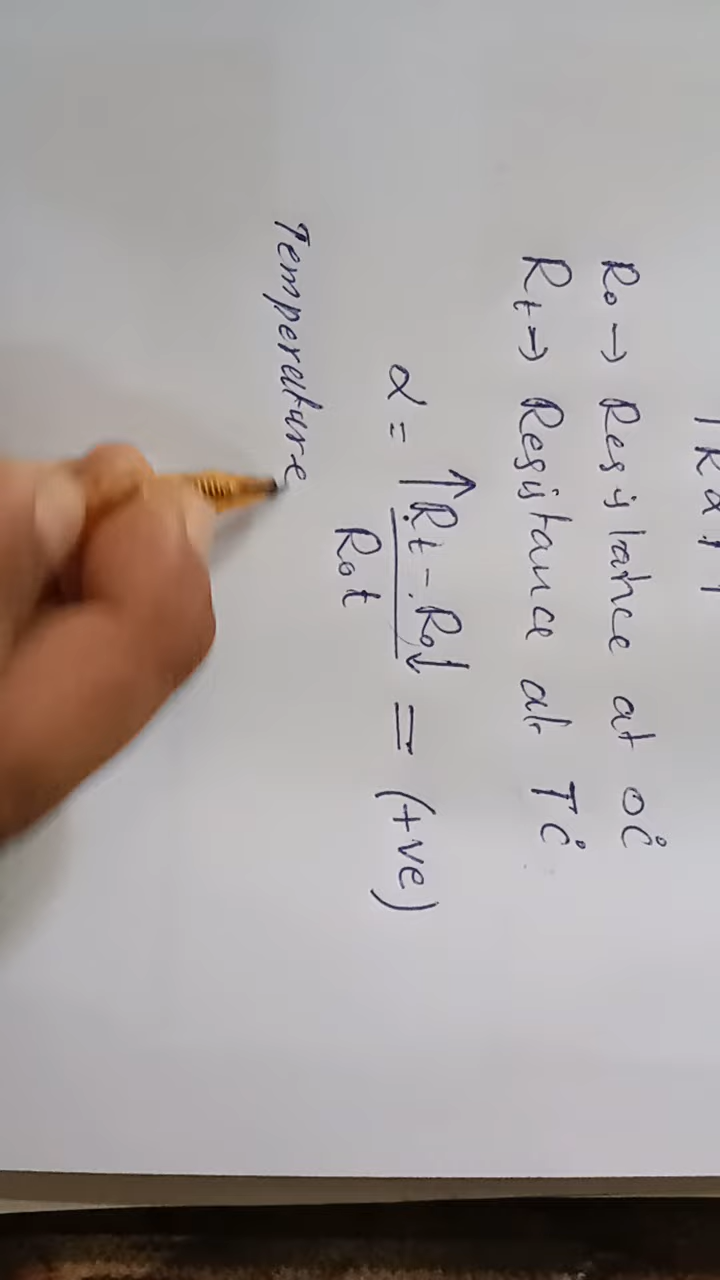 R₀ → Resistance at 0°C
Rt → Resistance at T°C
α = ↑Rt - R₀↓ = (+ve)
R₀t
Temperature